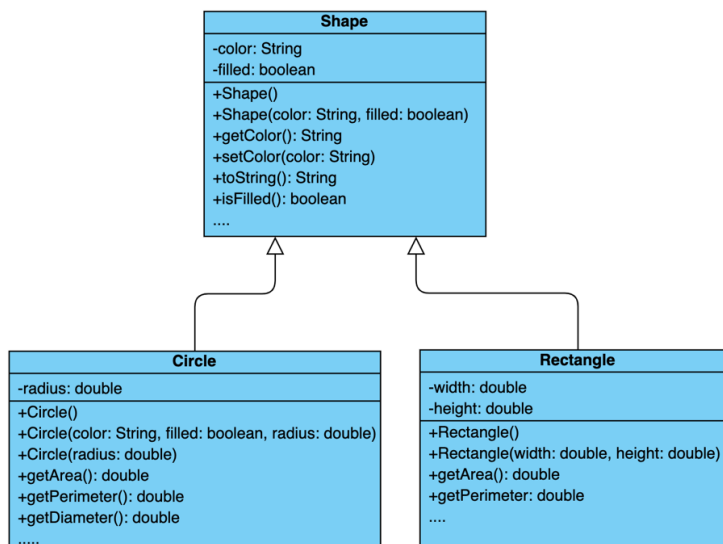 Shape
-color: String
-filled: boolean
+Shape()
+Shape(color: String, filled: boolean)
+getColor(): String
+setColor(color: String)
+toString(): String
+isFilled(): boolean
....
Circle
-radius: double
+Circle()
+Circle(color: String, filled: boolean, radius: double)
+Circle(radius: double)
+getArea(): double
+getPerimeter(): double
+getDiameter(): double
.....
Rectangle
-width: double
-height: double
+Rectangle()
+Rectangle(width: double, height: double)
+getArea(): double
+getPerimeter: double
....